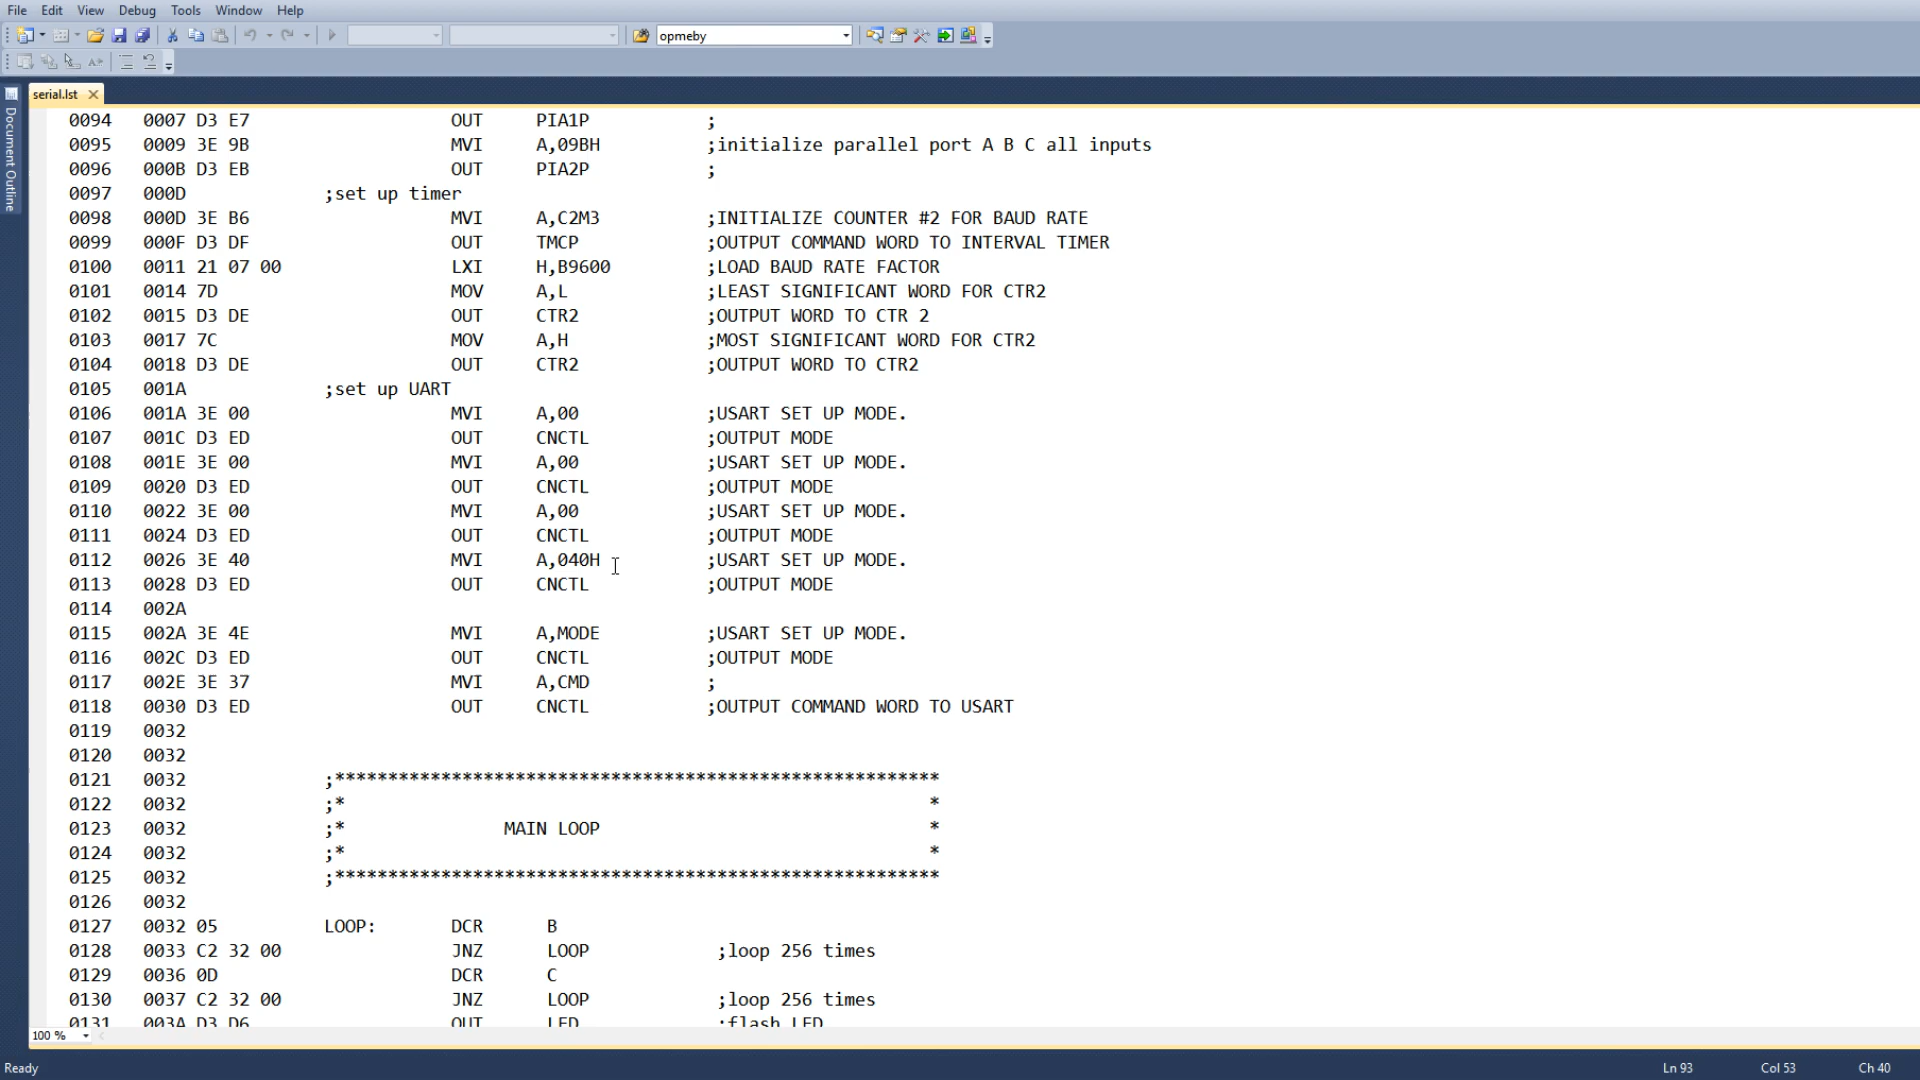 File Edit View Debug Tools Window Help
opmeby
serial.lst
Document Outline
0094 0007 D3 E7 OUT PIA1P ;
0095 0009 3E 9B MVI A,09BH ;initialize parallel port A B C all inputs
0096 000B D3 EB OUT PIA2P ;
0097 000D ;set up timer
0098 000D 3E B6 MVI A,C2M3 ;INITIALIZE COUNTER #2 FOR BAUD RATE
0099 000F D3 DF OUT TMCP ;OUTPUT COMMAND WORD TO INTERVAL TIMER
0100 0011 21 07 00 LXI H,B9600 ;LOAD BAUD RATE FACTOR
0101 0014 7D MOV A,L ;LEAST SIGNIFICANT WORD FOR CTR2
0102 0015 D3 DE OUT CTR2 ;OUTPUT WORD TO CTR 2
0103 0017 7C MOV A,H ;MOST SIGNIFICANT WORD FOR CTR2
0104 0018 D3 DE OUT CTR2 ;OUTPUT WORD TO CTR2
0105 001A ;set up UART
0106 001A 3E 00 MVI A,00 ;USART SET UP MODE.
0107 001C D3 ED OUT CNCTL ;OUTPUT MODE
0108 001E 3E 00 MVI A,00 ;USART SET UP MODE.
0109 0020 D3 ED OUT CNCTL ;OUTPUT MODE
0110 0022 3E 00 MVI A,00 ;USART SET UP MODE.
0111 0024 D3 ED OUT CNCTL ;OUTPUT MODE
0112 0026 3E 40 MVI A,040H ;USART SET UP MODE.
0113 0028 D3 ED OUT CNCTL ;OUTPUT MODE
0114 002A
0115 002A 3E 4E MVI A,MODE ;USART SET UP MODE.
0116 002C D3 ED OUT CNCTL ;OUTPUT MODE
0117 002E 3E 37 MVI A,CMD ;
0118 0030 D3 ED OUT CNCTL ;OUTPUT COMMAND WORD TO USART
0119 0032
0120 0032
0121 0032 ;*********************************************************
0122 0032 ;* *
0123 0032 ;* MAIN LOOP *
0124 0032 ;* *
0125 0032 ;*********************************************************
0126 0032
0127 0032 05 LOOP: DCR B
0128 0033 C2 32 00 JNZ LOOP ;loop 256 times
0129 0036 0D DCR C
0130 0037 C2 32 00 JNZ LOOP ;loop 256 times
0131 003A D3 D6 OUT LED ;flash LED
100 %
Ready Ln 93 Col 53 Ch 40